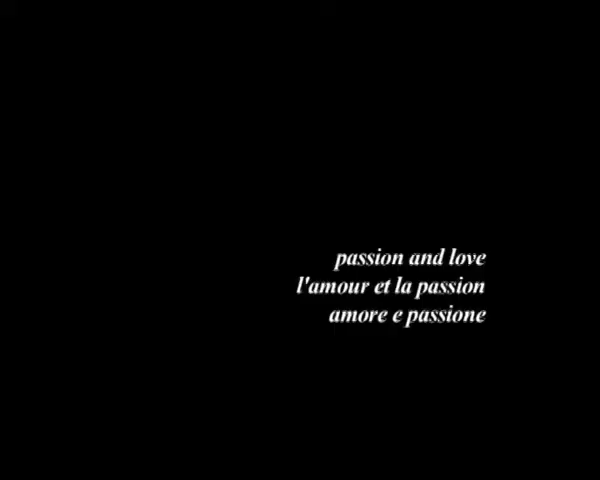 passion and love
l'amour et la passion
amore e passione